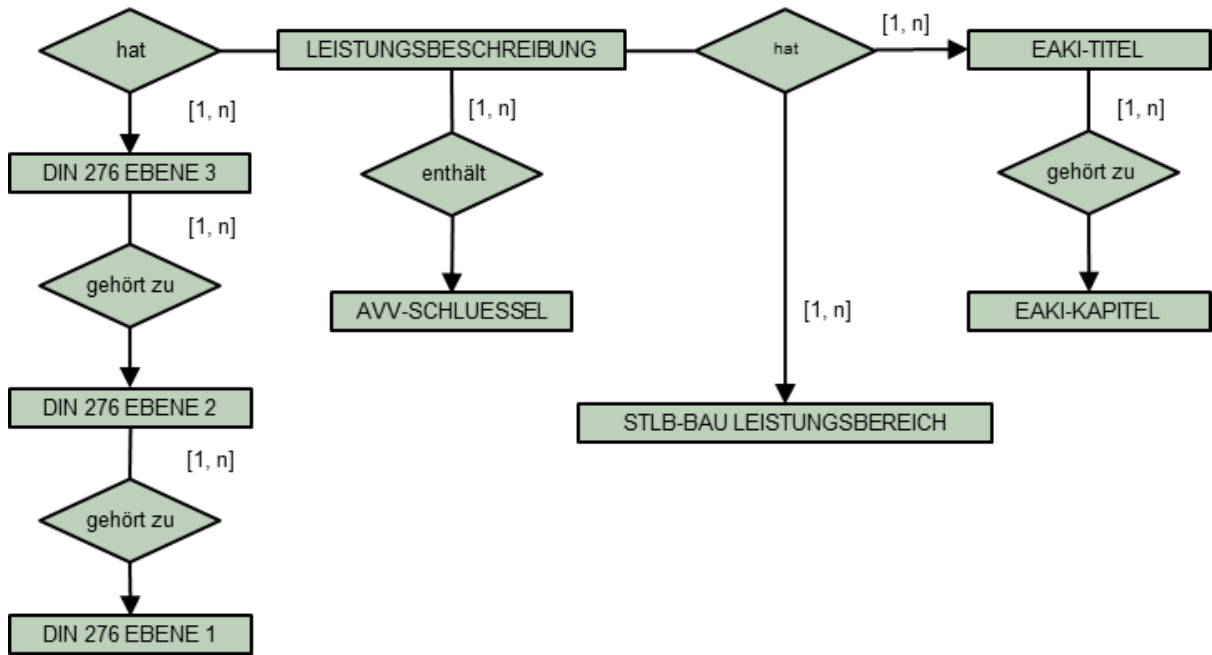 hat
LEISTUNGSBESCHREIBUNG
hat
[1, n]
EAKI-TITEL
[1, n]
[1, n]
[1, n]
DIN 276 EBENE 3
enthält
gehört zu
[1, n]
gehört zu
AVV-SCHLUESSEL
[1, n]
EAKI-KAPITEL
DIN 276 EBENE 2
STLB-BAU LEISTUNGSBEREICH
[1, n]
gehört zu
DIN 276 EBENE 1